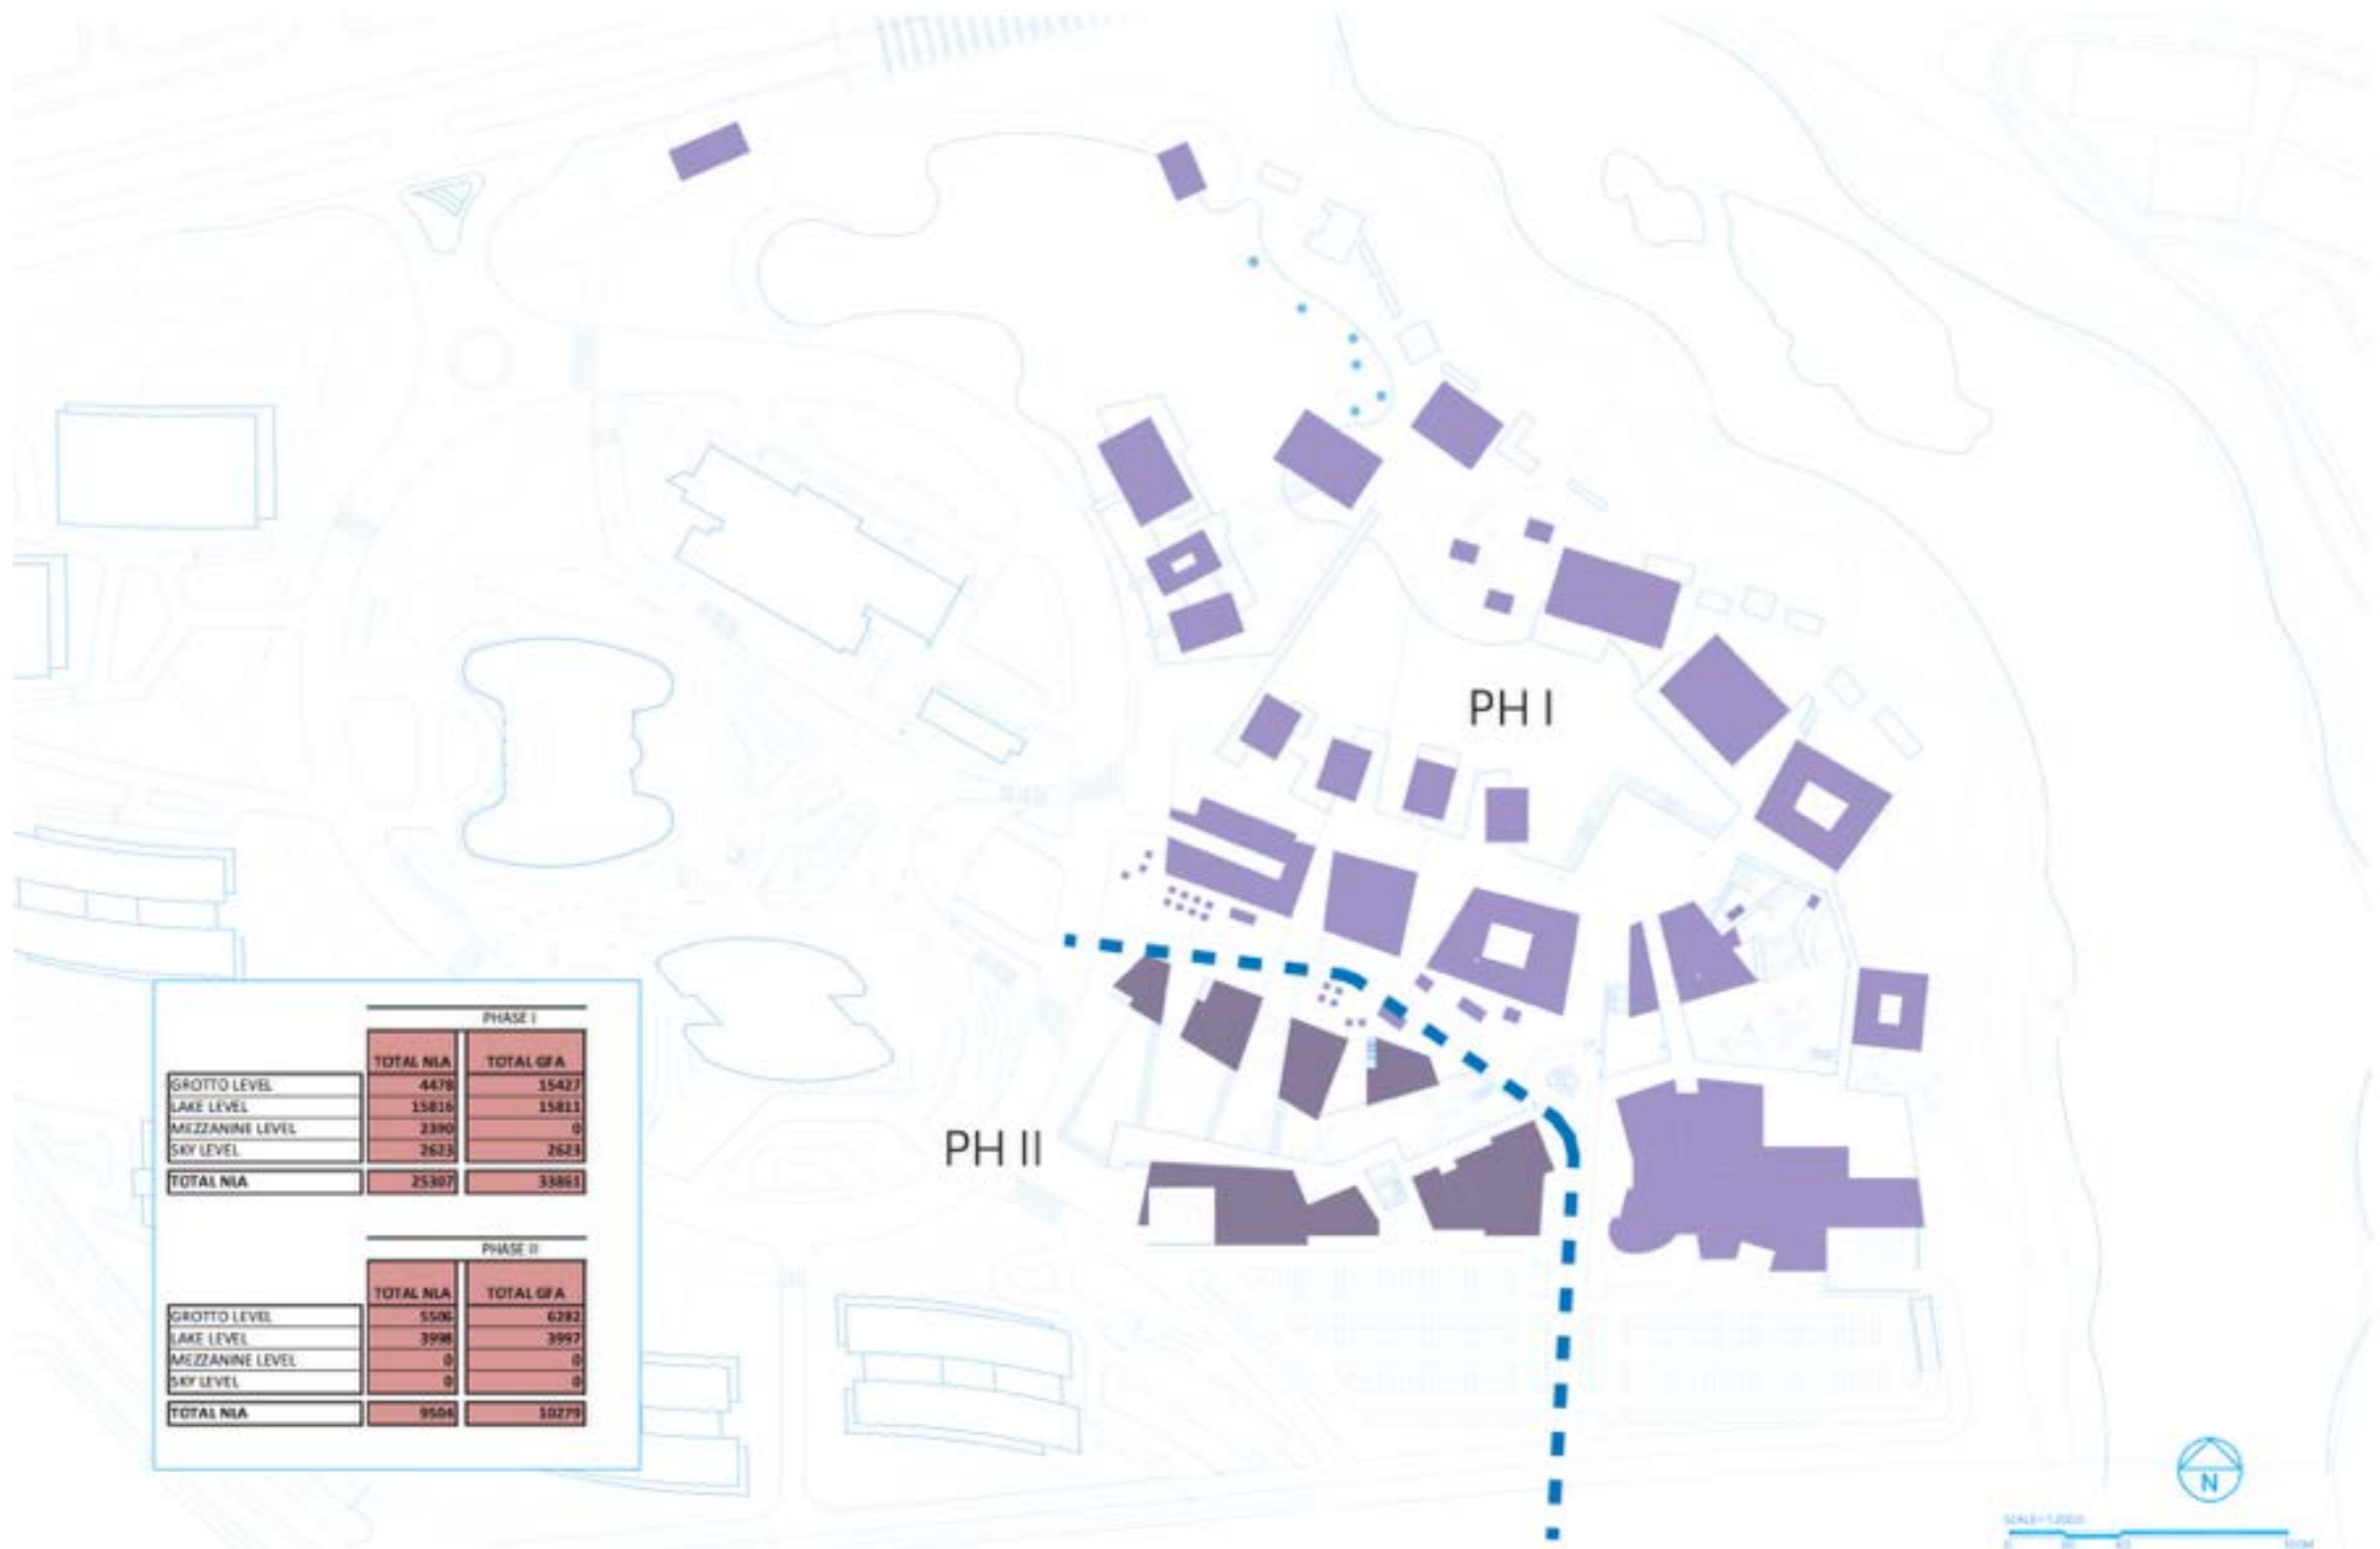 PH I
PH II
PHASE I
TOTAL NLA TOTAL GFA
GROTTO LEVEL 4478 15427
LAKE LEVEL 15816 15811
MEZZANINE LEVEL 2390 0
SKY LEVEL 2623 2623
TOTAL NLA 25307 33861
PHASE II
TOTAL NLA TOTAL GFA
GROTTO LEVEL 5506 6282
LAKE LEVEL 3998 3997
MEZZANINE LEVEL 0 0
SKY LEVEL 0 0
TOTAL NLA 9504 10279
N